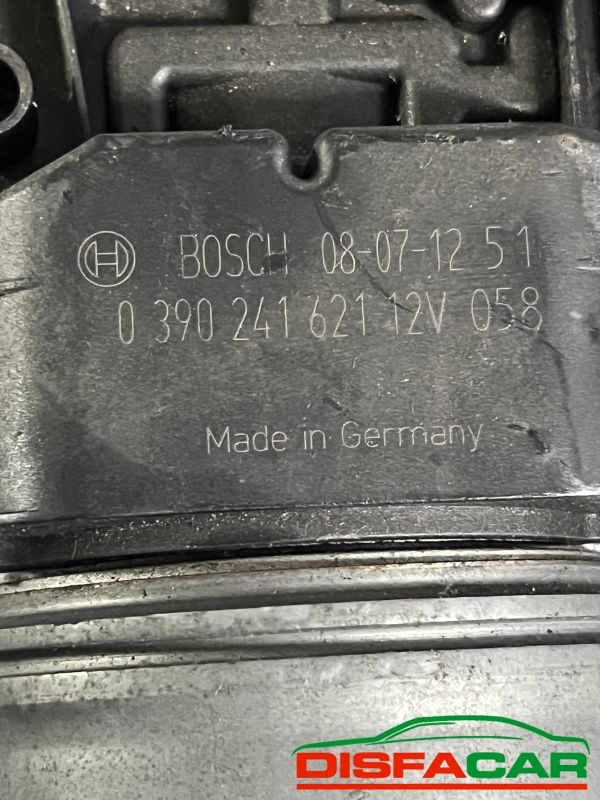 BOSCH 08-07-12 51
0 390 241 621 12V 058
Made in Germany
DISFACAR